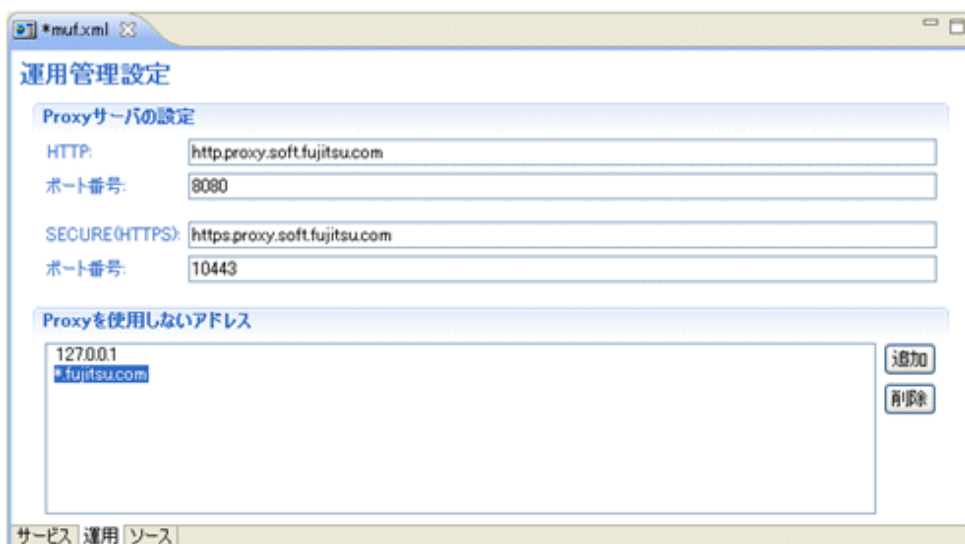 *muf.xml
運用管理設定
Proxyサーバの設定
HTTP: http.proxy.soft.fujitsu.com
ポート番号: 8080
SECURE(HTTPS): https.proxy.soft.fujitsu.com
ポート番号: 10443
Proxyを使用しないアドレス
127.0.0.1
*.fujitsu.com
追加
削除
サービス 運用 ソース